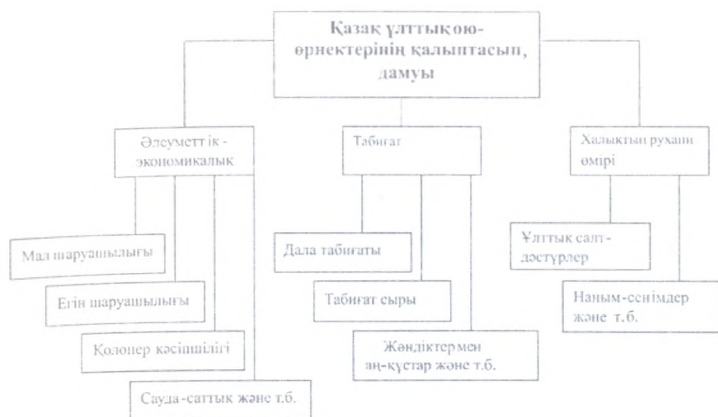 Қазақ ұлттық ою-
өрнектерінің қалыптасып,
дамуы
Әлеуметтік -
экономикалық
Мал шаруашылығы
Егін шаруашылығы
Қолөнер кәсіпшілігі
Сауда-саттық және т.б.
Табиғат
Дала табиғаты
Табиғат сыры
Жәндіктер мен
аң-құстар және т.б.
Халықтың рухани
өмірі
Ұлттық салт-
дәстүрлер
Наным-сенімдер
және т.б.